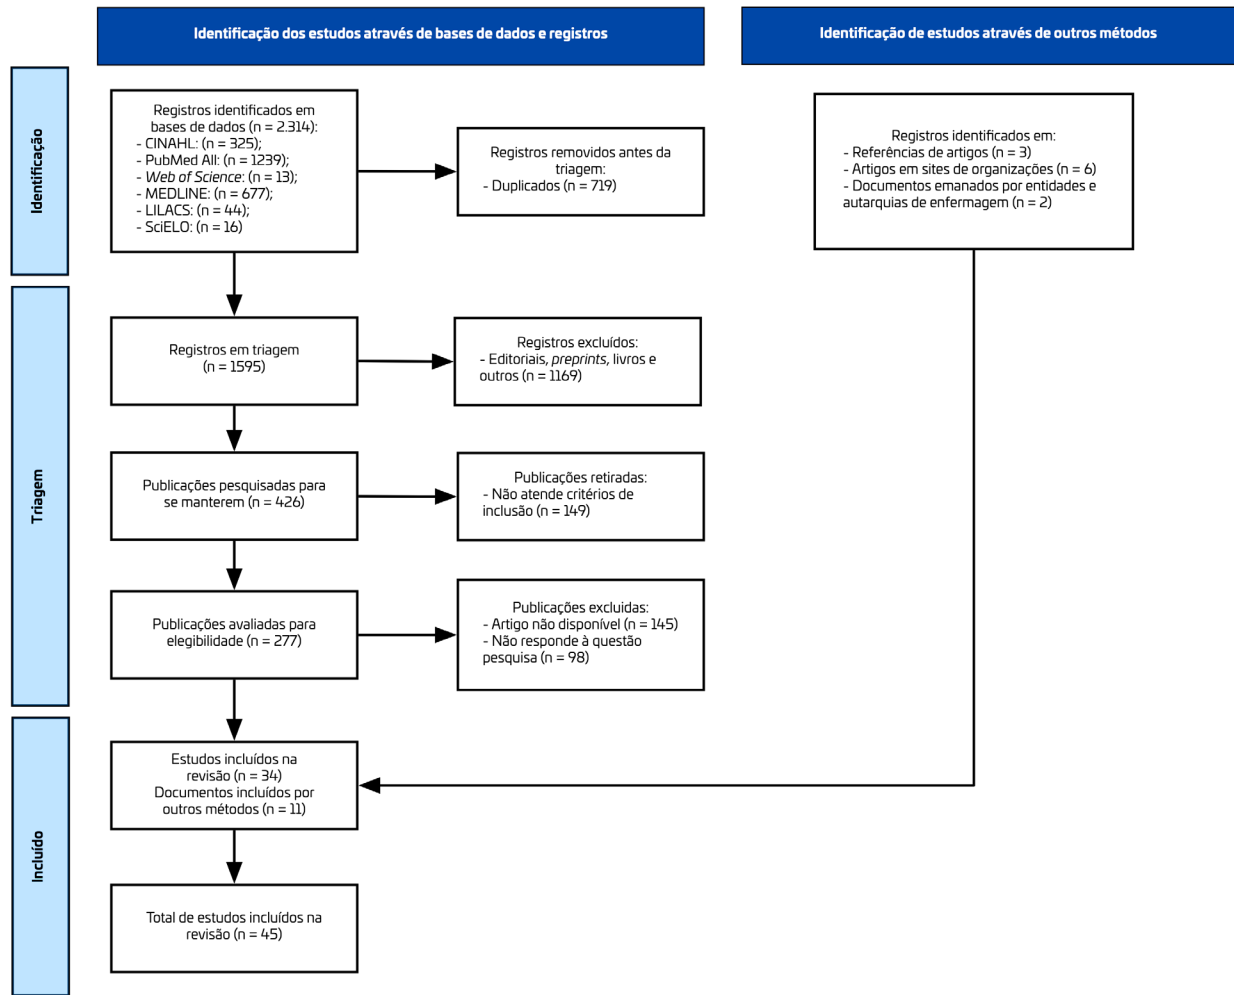 Identificação dos estudos através de bases de dados e registros
Identificação de estudos através de outros métodos
Identificação
Registros identificados em
bases de dados (n = 2.314):
- CINAHL: (n = 325);
- PubMed All: (n = 1239);
- Web of Science: (n = 13);
- MEDLINE: (n = 677);
- LILACS: (n = 44);
- SciELO: (n = 16)
Registros removidos antes da
triagem:
- Duplicados (n = 719)
Registros identificados em:
- Referências de artigos (n = 3)
- Artigos em sites de organizações (n = 6)
- Documentos emanados por entidades e
autarquias de enfermagem (n = 2)
Triagem
Registros em triagem
(n = 1595)
Registros excluídos:
- Editoriais, preprints, livros e
outros (n = 1169)
Publicações pesquisadas para
se manterem (n = 426)
Publicações retiradas:
- Não atende critérios de
inclusão (n = 149)
Publicações avaliadas para
elegibilidade (n = 277)
Publicações excluidas:
- Artigo não disponível (n = 145)
- Não responde à questão
pesquisa (n = 98)
Incluído
Estudos incluídos na
revisão (n = 34)
Documentos incluídos por
outros métodos (n = 11)
Total de estudos incluídos na
revisão (n = 45)